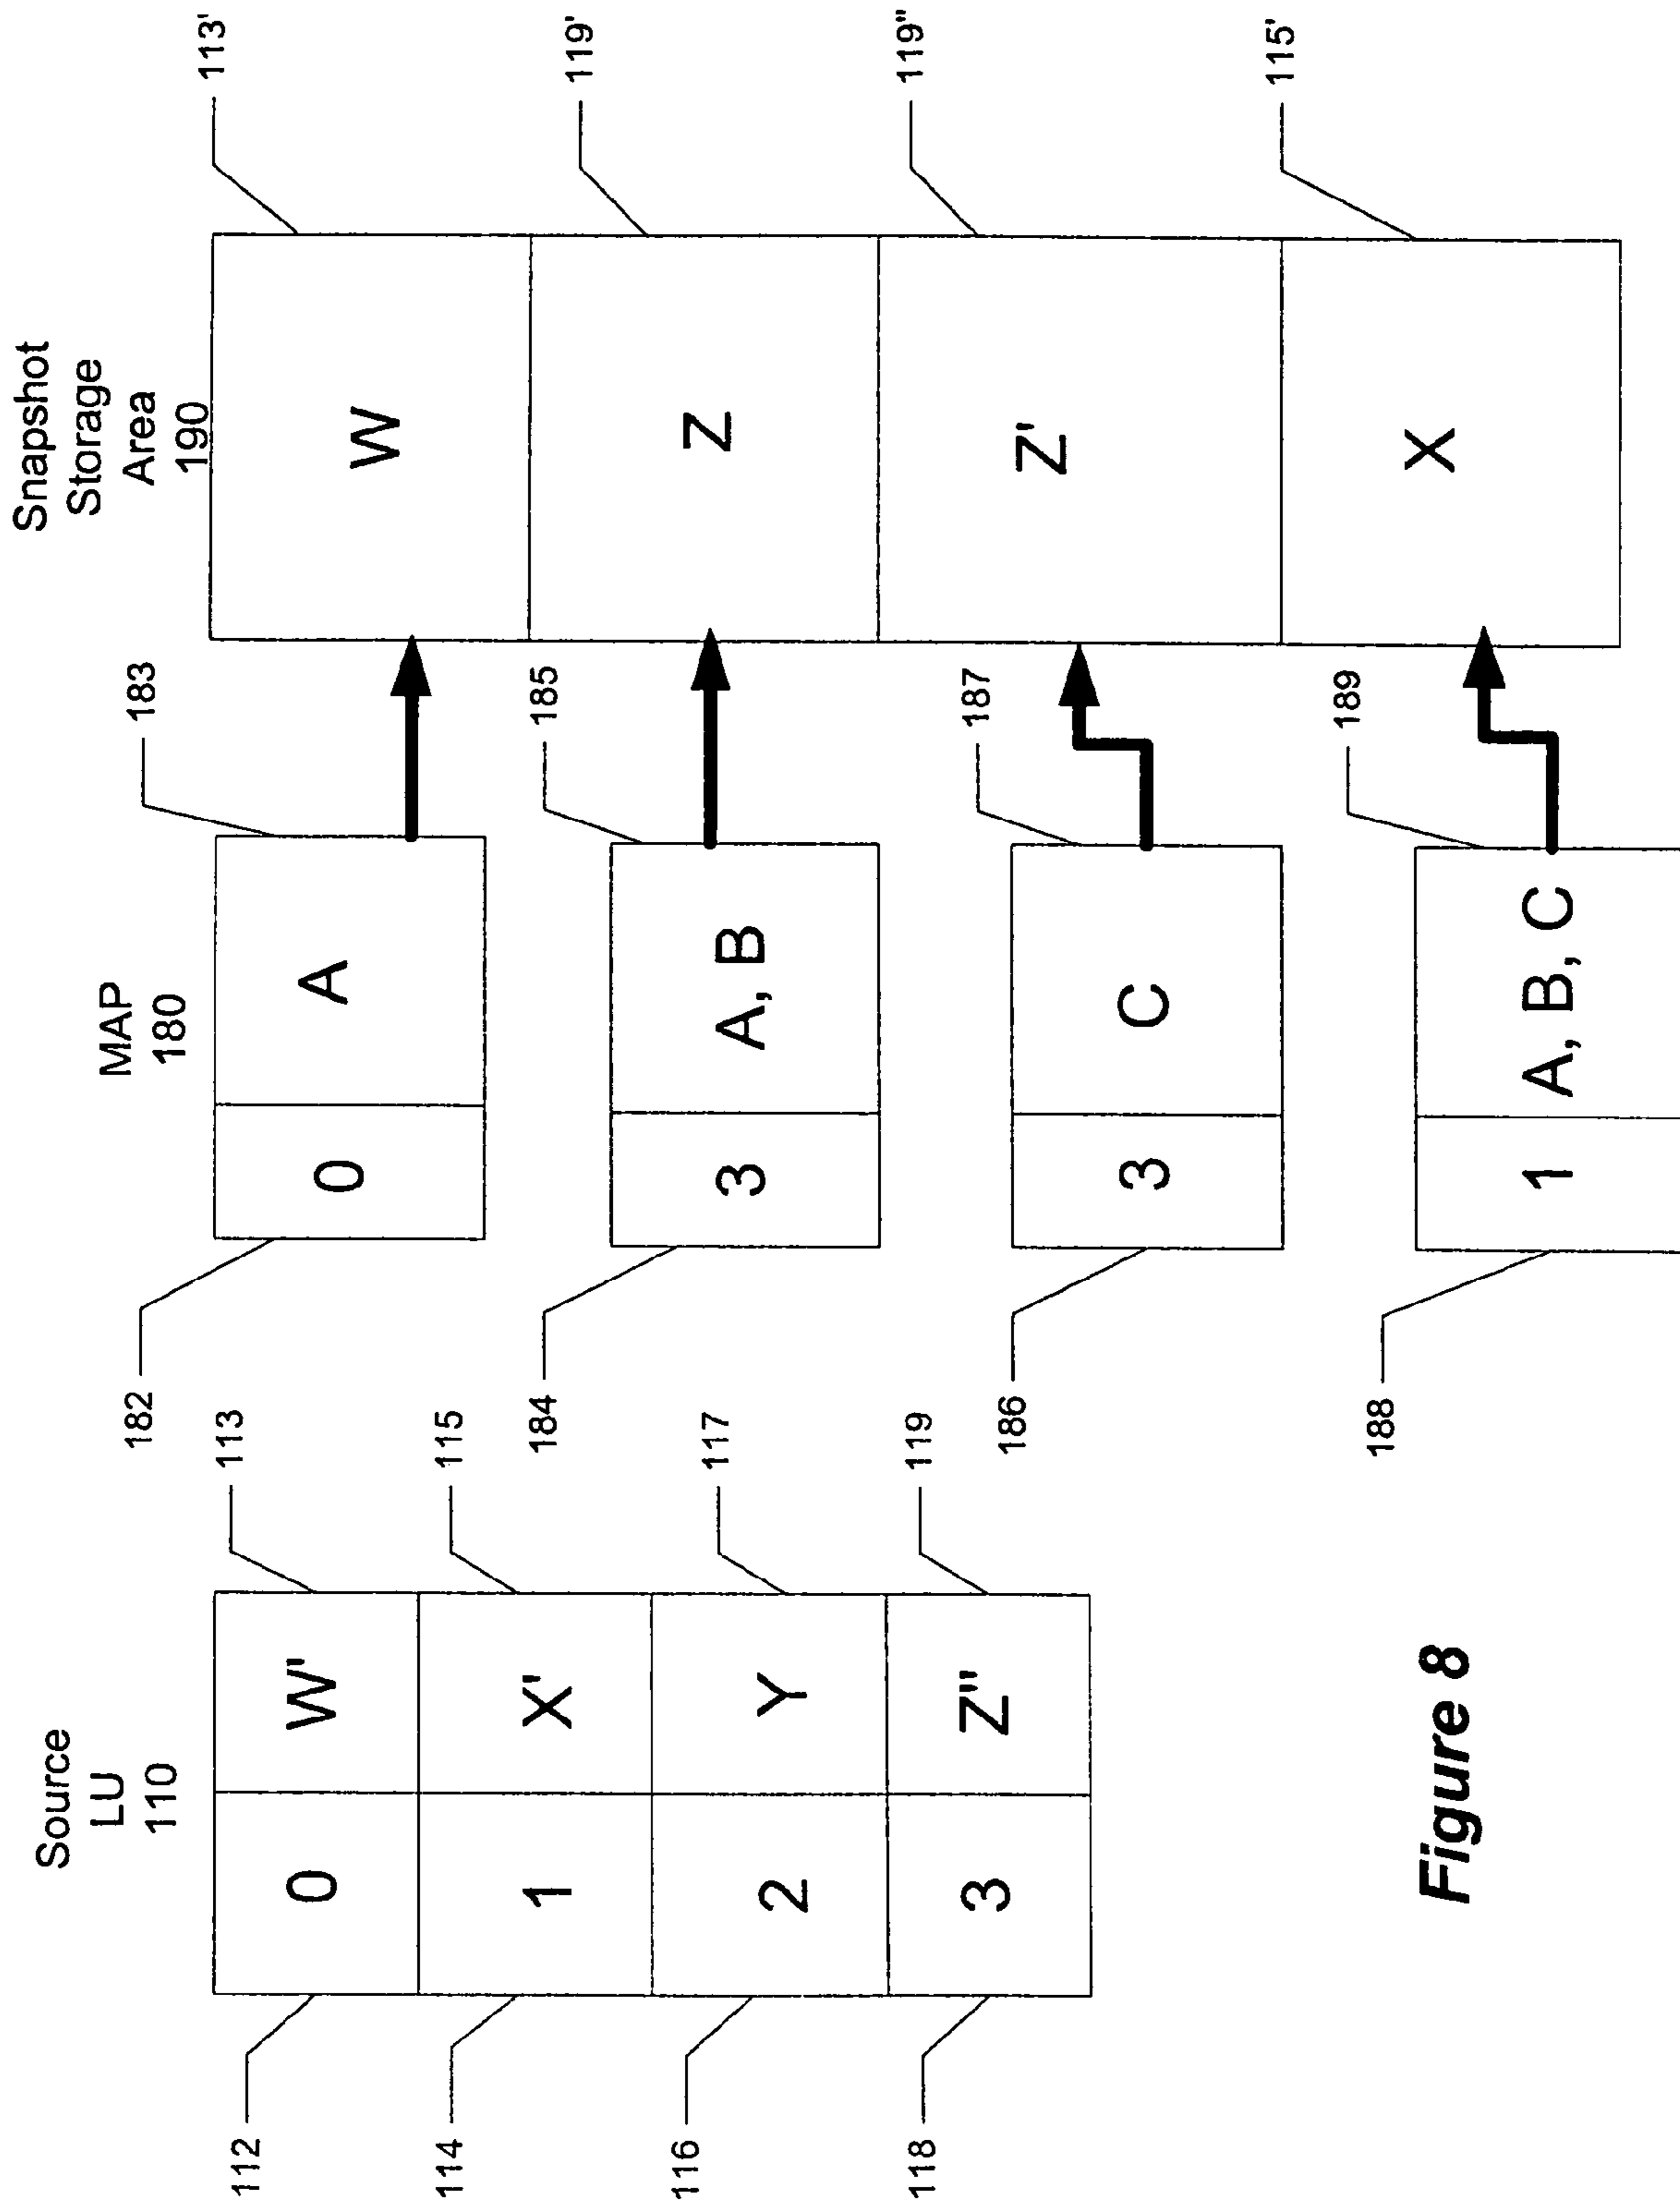 Source
LU
110
MAP
180
Snapshot
Storage
Area
190
112
0
W'
113
114
1
X'
115
116
2
Y
117
118
3
Z"
119
182
0
A
183
184
3
A, B
185
186
3
C
187
188
1
A, B, C
189
W
113'
Z
119'
Z'
119"
X
115'
Figure 8